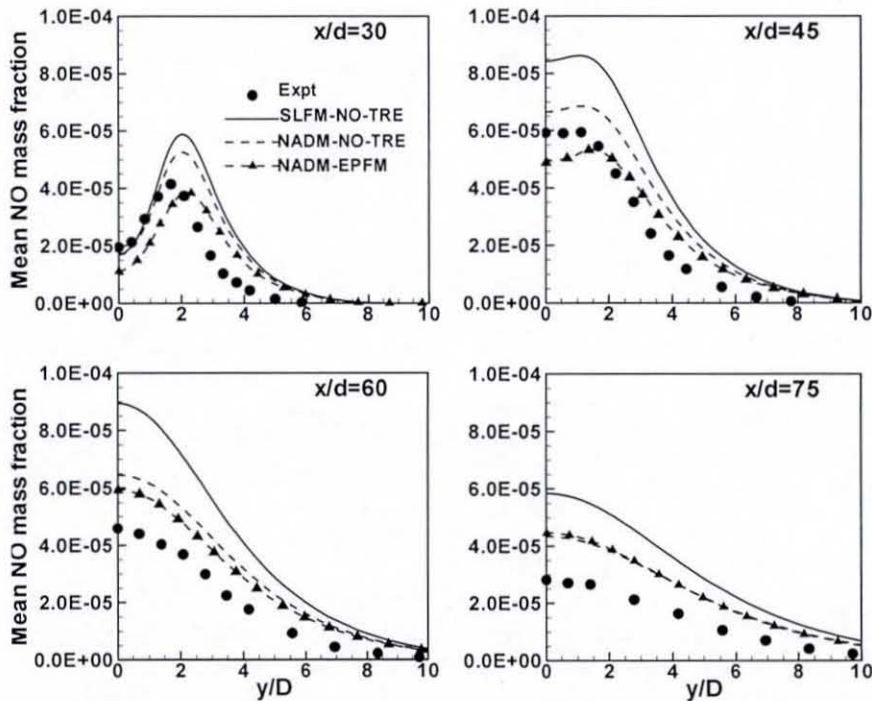 x/d=30
Mean NO mass fraction
1.0E-04
8.0E-05
6.0E-05
4.0E-05
2.0E-05
0.0E+00
Expt
SLFM-NO-TRE
NADM-NO-TRE
NADM-EPFM
0 2 4 6 8 10
x/d=45
1.0E-04
8.0E-05
6.0E-05
4.0E-05
2.0E-05
0.0E+00
0 2 4 6 8 10
x/d=60
Mean NO mass fraction
1.0E-04
8.0E-05
6.0E-05
4.0E-05
2.0E-05
0.0E+00
0 2 4 6 8 10
y/D
x/d=75
1.0E-04
8.0E-05
6.0E-05
4.0E-05
2.0E-05
0.0E+00
0 2 4 6 8 10
y/D